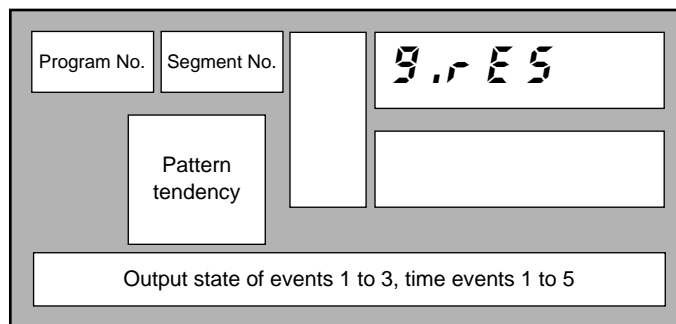 Program No.
Segment No.
9.rES
Pattern
tendency
Output state of events 1 to 3, time events 1 to 5